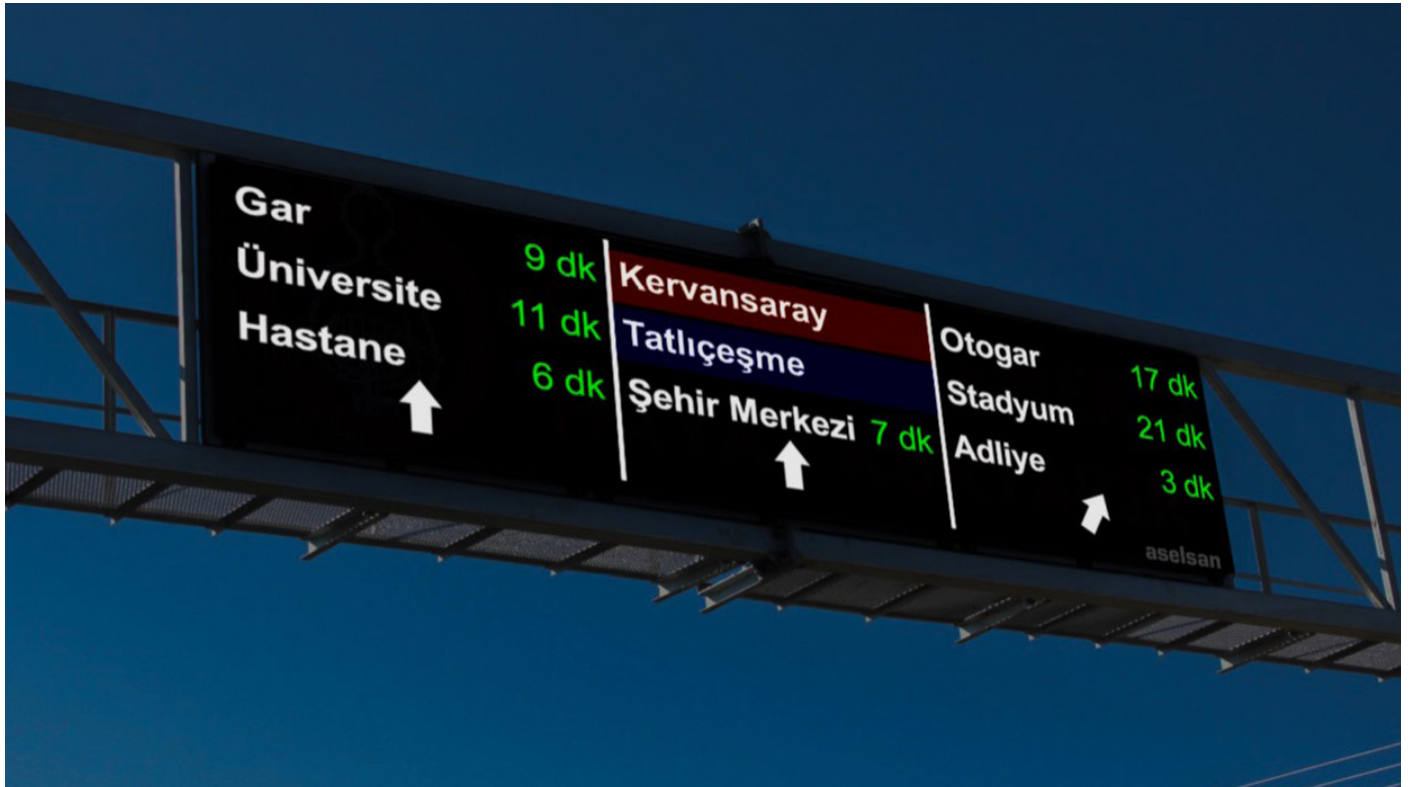 Gar 9 dk
Üniversite 11 dk
Hastane 6 dk
Kervansaray
Tatlıçeşme
Şehir Merkezi 7 dk
Otogar 17 dk
Stadyum 21 dk
Adliye 3 dk
aselsan